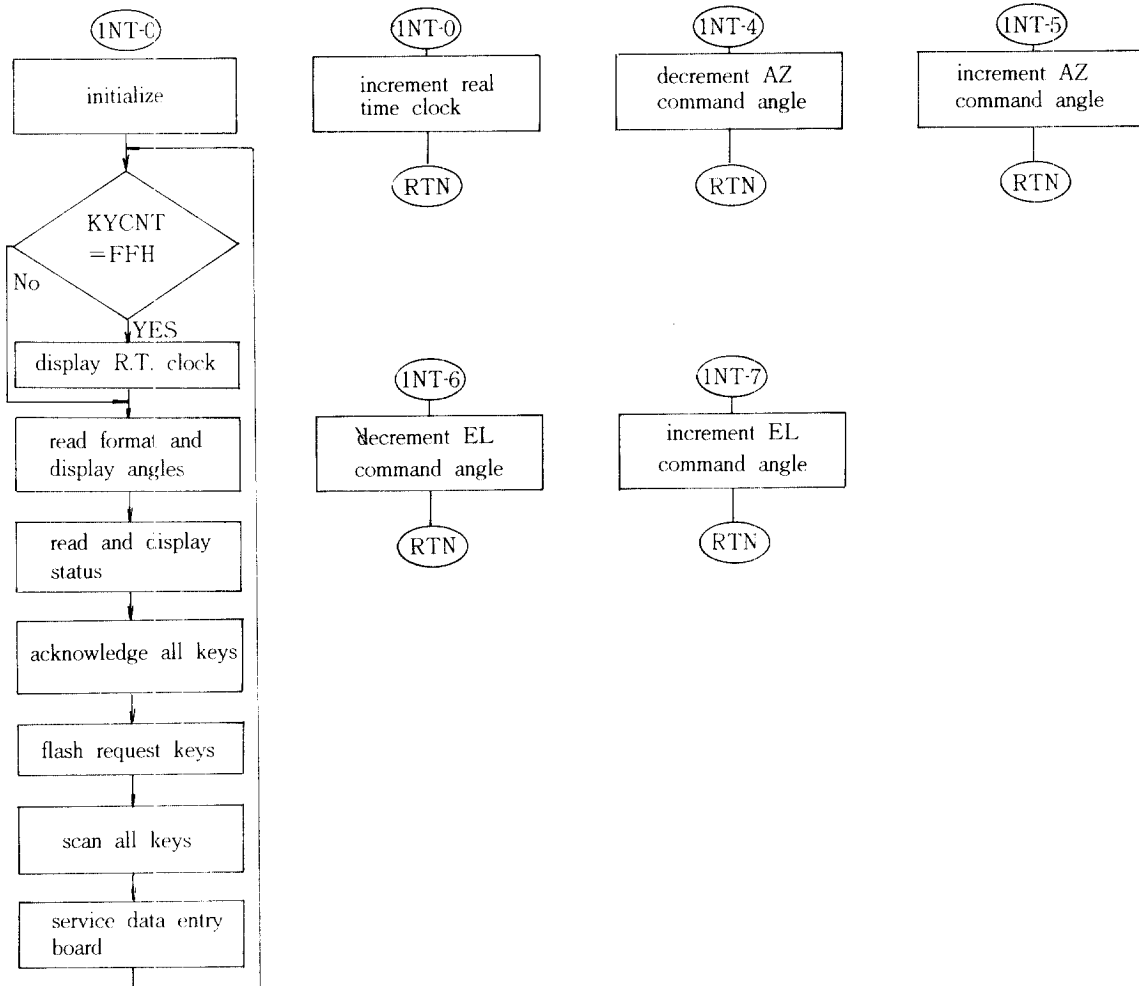 1NT-C
initialize
KYCNT
=FFH
No
YES
display R.T. clock
read format and
display angles
read and display
status
acknowledge all keys
flash request keys
scan all keys
service data entry
board
1NT-O
increment real
time clock
RTN
1NT-4
decrement AZ
command angle
RTN
1NT-5
increment AZ
command angle
RTN
1NT-6
decrement EL
command angle
RTN
1NT-7
increment EL
command angle
RTN